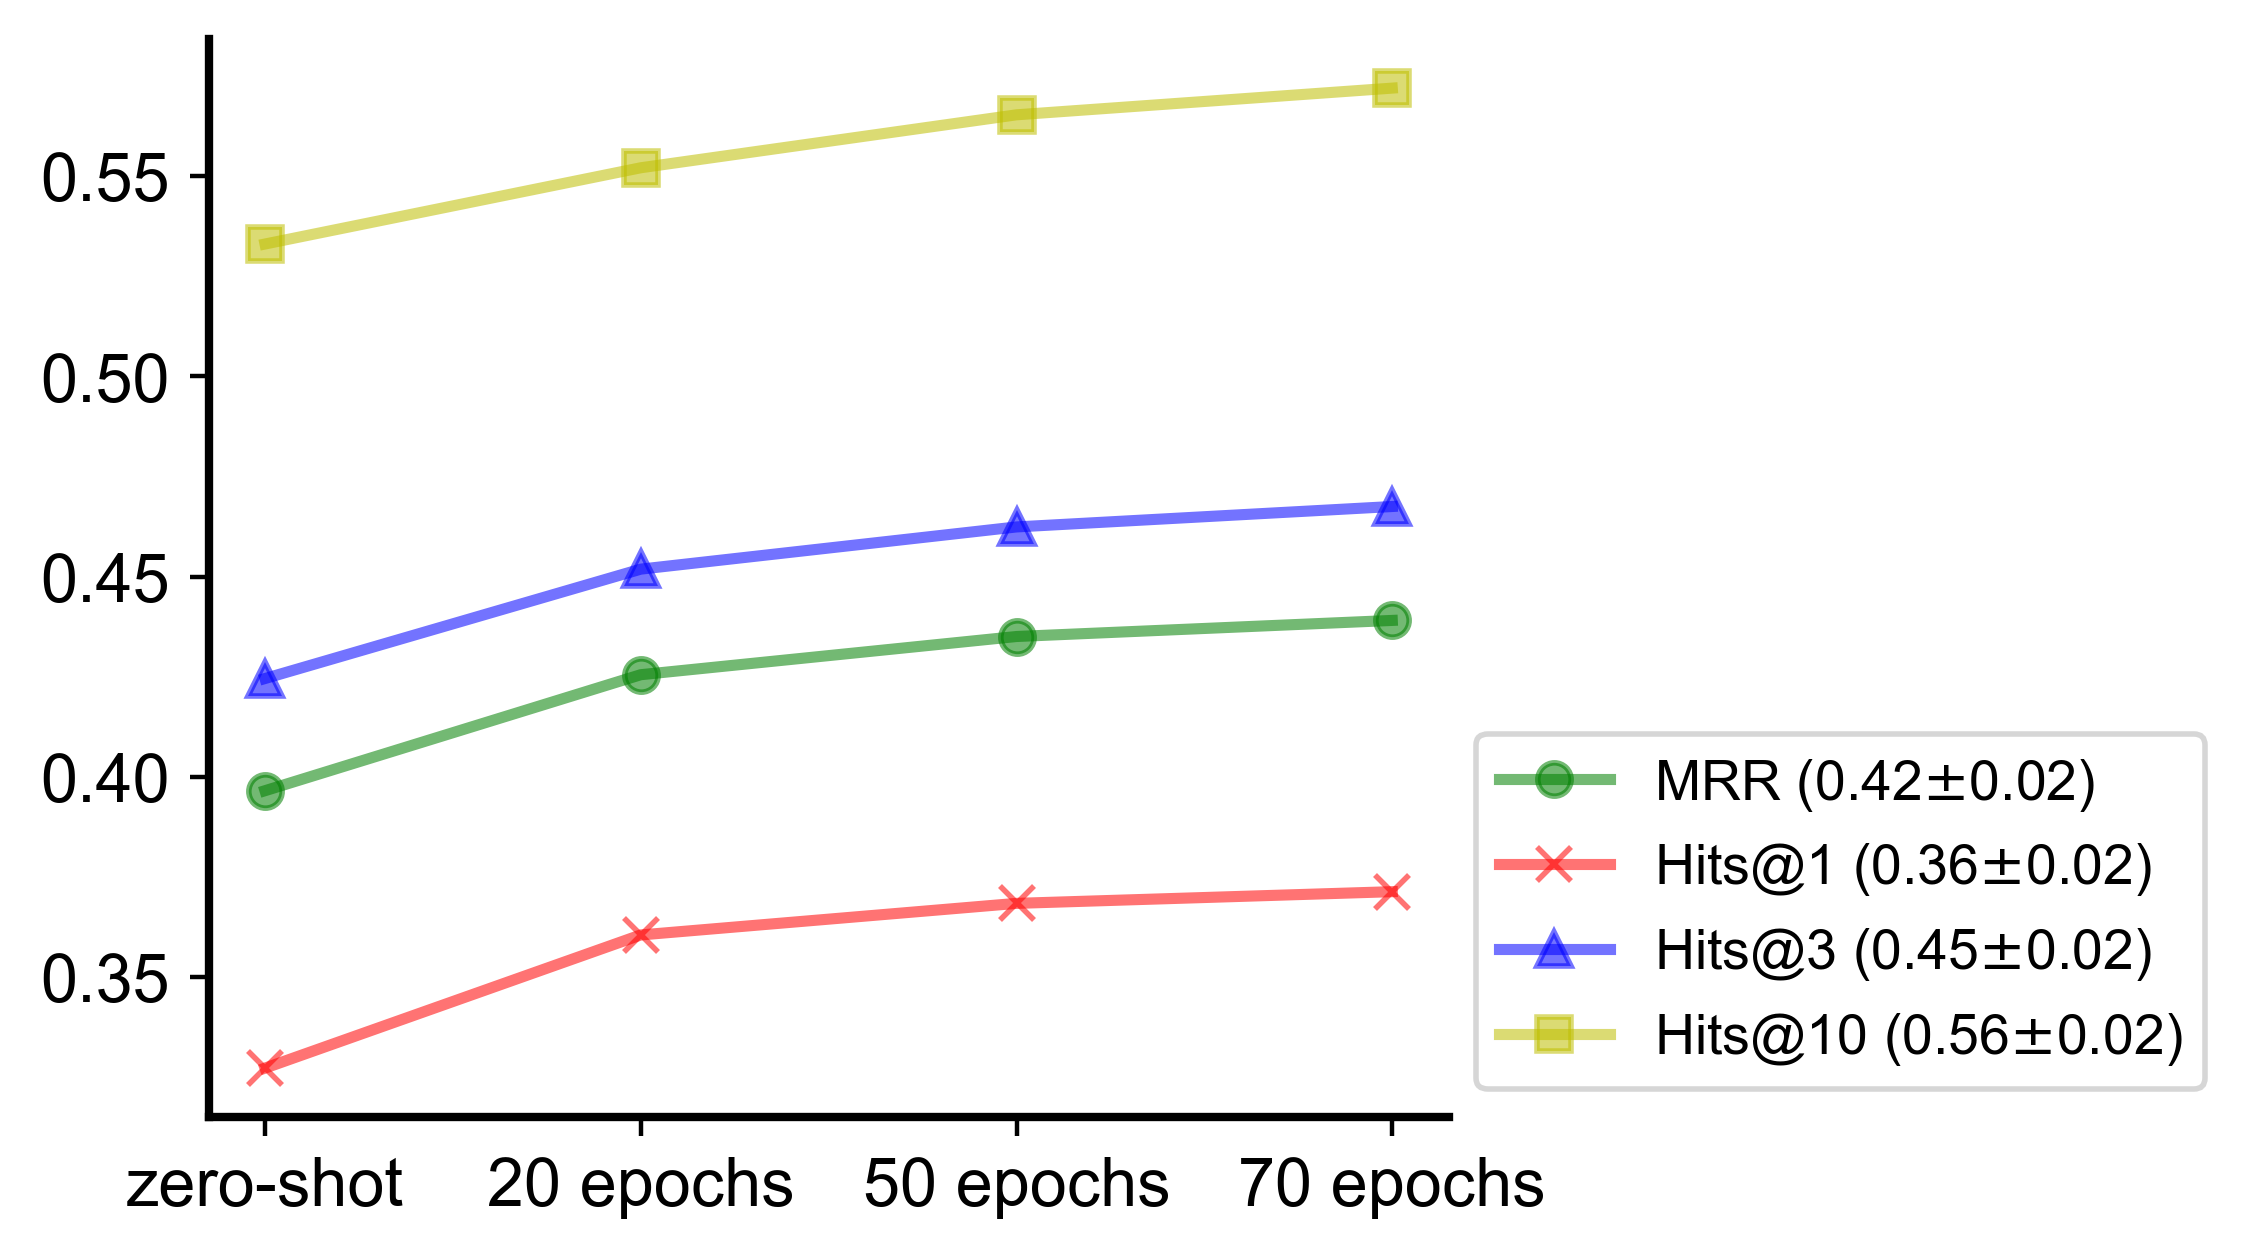 0.55
0.50
0.45
0.40
0.35
zero-shot 20 epochs 50 epochs 70 epochs
MRR (0.42±0.02)
Hits@1 (0.36±0.02)
Hits@3 (0.45±0.02)
Hits@10 (0.56±0.02)